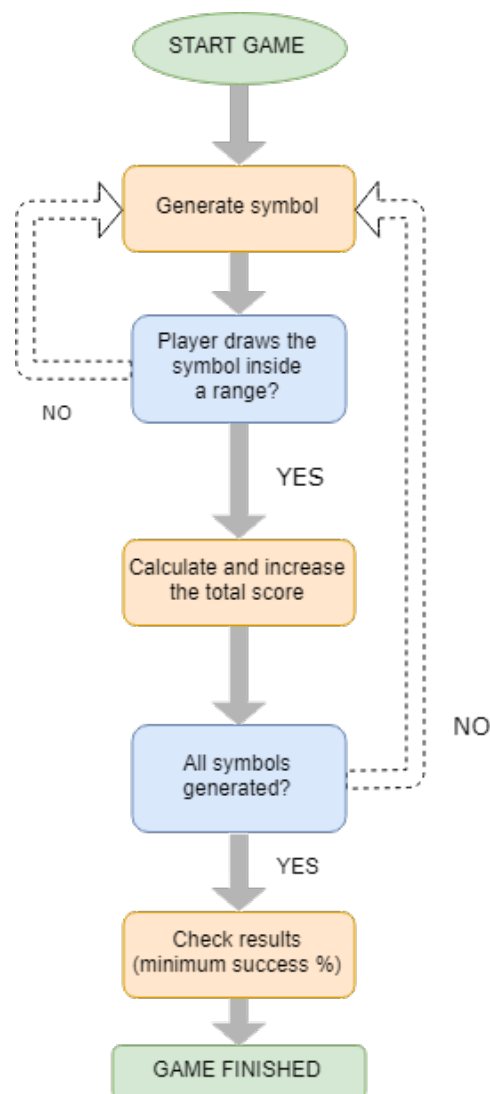 START GAME
Generate symbol
Player draws the
symbol inside
a range?
NO
YES
Calculate and increase
the total score
NO
All symbols
generated?
YES
Check results
(minimum success %)
GAME FINISHED